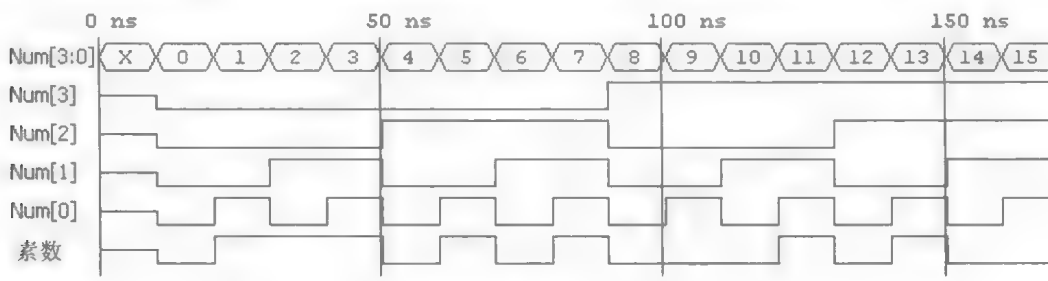 0 ns 50 ns 100 ns 150 ns
Num[3:0] X 0 1 2 3 4 5 6 7 8 9 10 11 12 13 14 15
Num[3]
Num[2]
Num[1]
Num[0]
素数